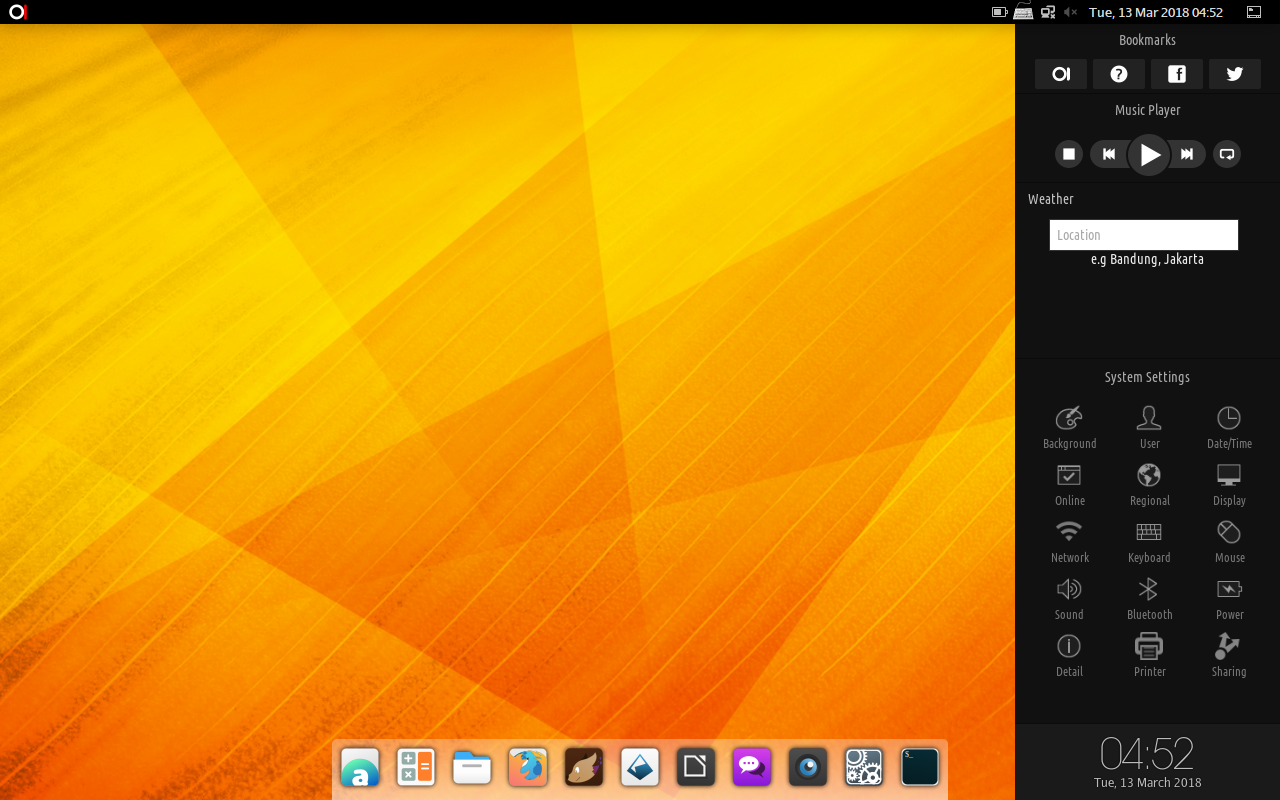 Tue, 13 Mar 2018 04:52
Bookmarks
Music Player
Weather
Location
e.g Bandung, Jakarta
System Settings
Background User Date/Time
Online Regional Display
Network Keyboard Mouse
Sound Bluetooth Power
Detail Printer Sharing
04:52
Tue, 13 March 2018